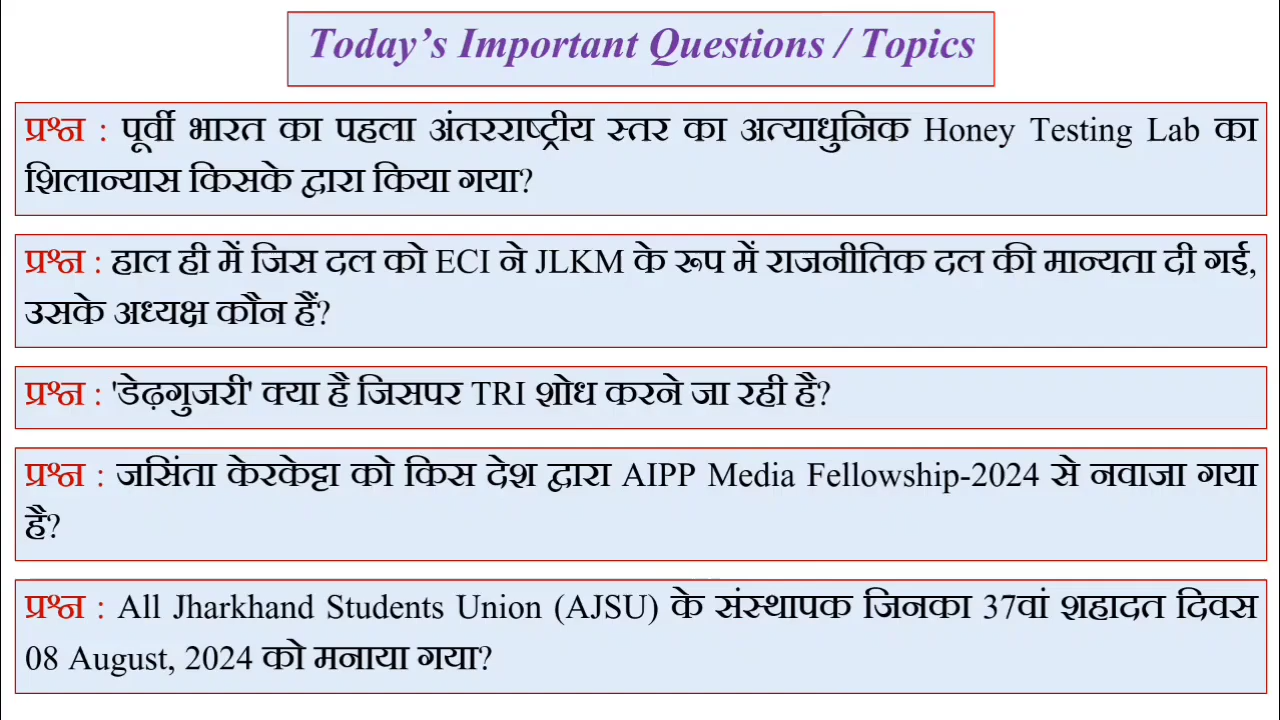 Today’s Important Questions / Topics
प्रश्न : पूर्वी भारत का पहला अंतरराष्ट्रीय स्तर का अत्याधुनिक Honey Testing Lab का
शिलान्यास किसके द्वारा किया गया?
प्रश्न : हाल ही में जिस दल को ECI ने JLKM के रूप में राजनीतिक दल की मान्यता दी गई,
उसके अध्यक्ष कौन हैं?
प्रश्न : 'डेढ़गुजरी' क्या है जिसपर TRI शोध करने जा रही है?
प्रश्न : जसिंता केरकेट्टा को किस देश द्वारा AIPP Media Fellowship-2024 से नवाजा गया
है?
प्रश्न : All Jharkhand Students Union (AJSU) के संस्थापक जिनका 37वां शहादत दिवस
08 August, 2024 को मनाया गया?